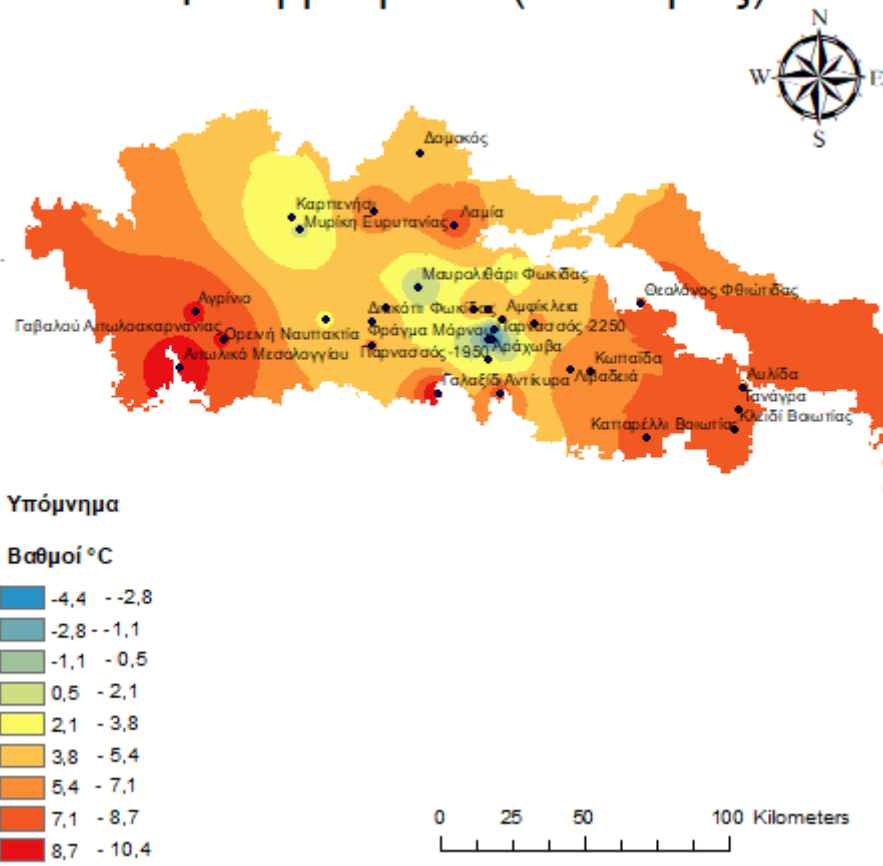 N
W E
S
Δομοκός
Καρπενήσι
Μυρίκη Ευρυτανίας
Λαμία
Μαυρολιθάρι Φωκίδας
Θεολόγος Φθιώτιδας
Αγρίνιο
Αμφίκλεια
Γαβαλού Αιτωλοακαρνανίας
Ορεινή Ναυπακτία
Φράγμα Μόρνου
Παρνασσός -2250
Αιτωλικό Μεσολογγίου
Παρνασσός -1950
Αράχωβα
Κωπαΐδα
Γαλαξίδι
Αντίκυρα
Λιβαδειά
Αυλίδα
Τανάγρα
Καπαρέλλι Βοιωτίας
Κλειδί Βοιωτίας
Υπόμνημα
Βαθμοί °C
-4,4 - -2,8
-2,8 - -1,1
-1,1 - 0,5
0,5 - 2,1
2,1 - 3,8
3,8 - 5,4
5,4 - 7,1
7,1 - 8,7
8,7 - 10,4
0 25 50 100 Kilometers